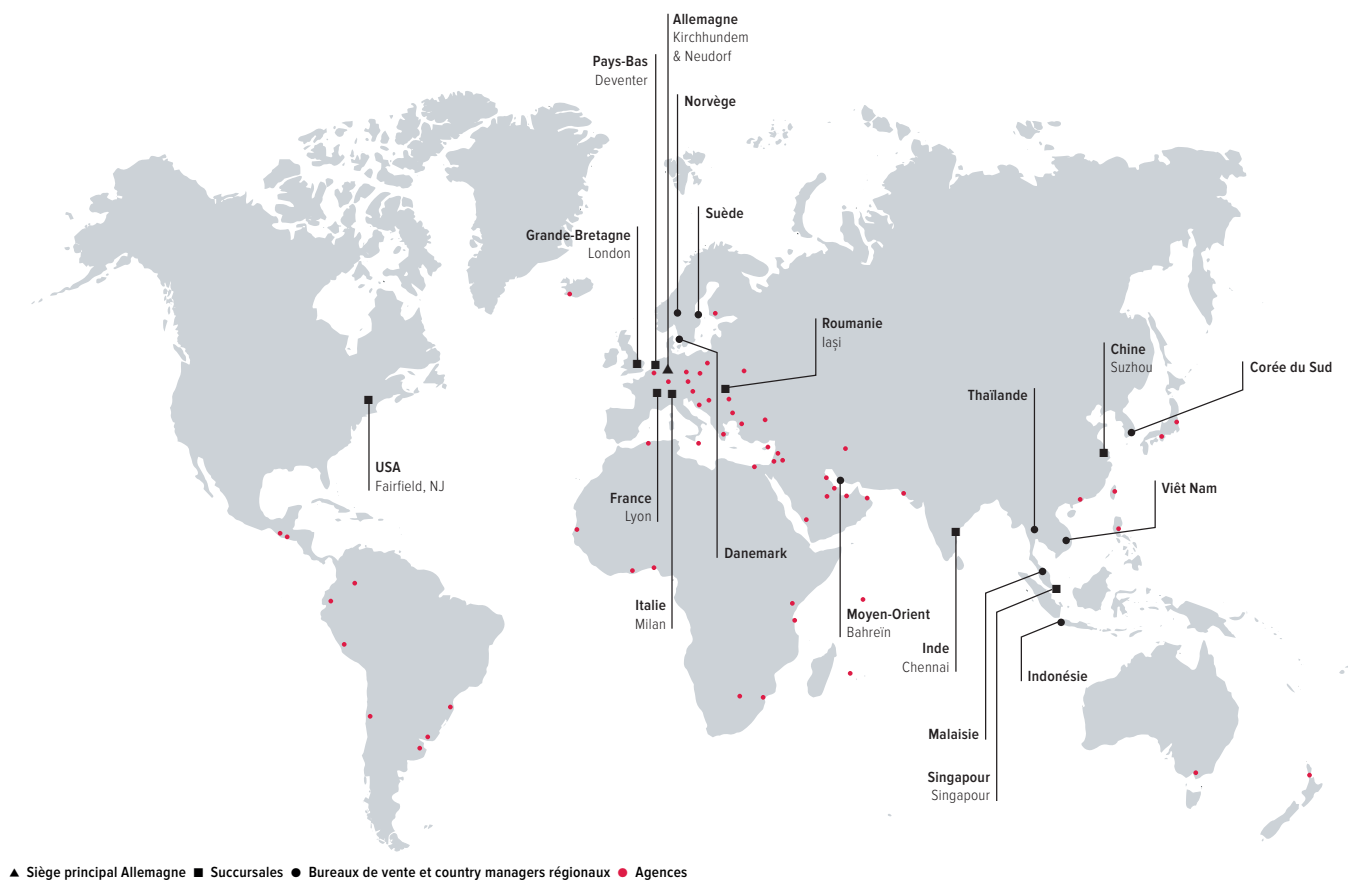 Allemagne
Kirchhundem
& Neudorf
Pays-Bas
Deventer
Norvège
Suède
Grande-Bretagne
London
Roumanie
Iași
Chine
Suzhou
Corée du Sud
Thaïlande
USA
Fairfield, NJ
France
Lyon
Viêt Nam
Danemark
Italie
Milan
Moyen-Orient
Bahreïn
Inde
Chennai
Indonésie
Malaisie
Singapour
Singapour
▲ Siège principal Allemagne ■ Succursales ● Bureaux de vente et country managers régionaux ● Agences